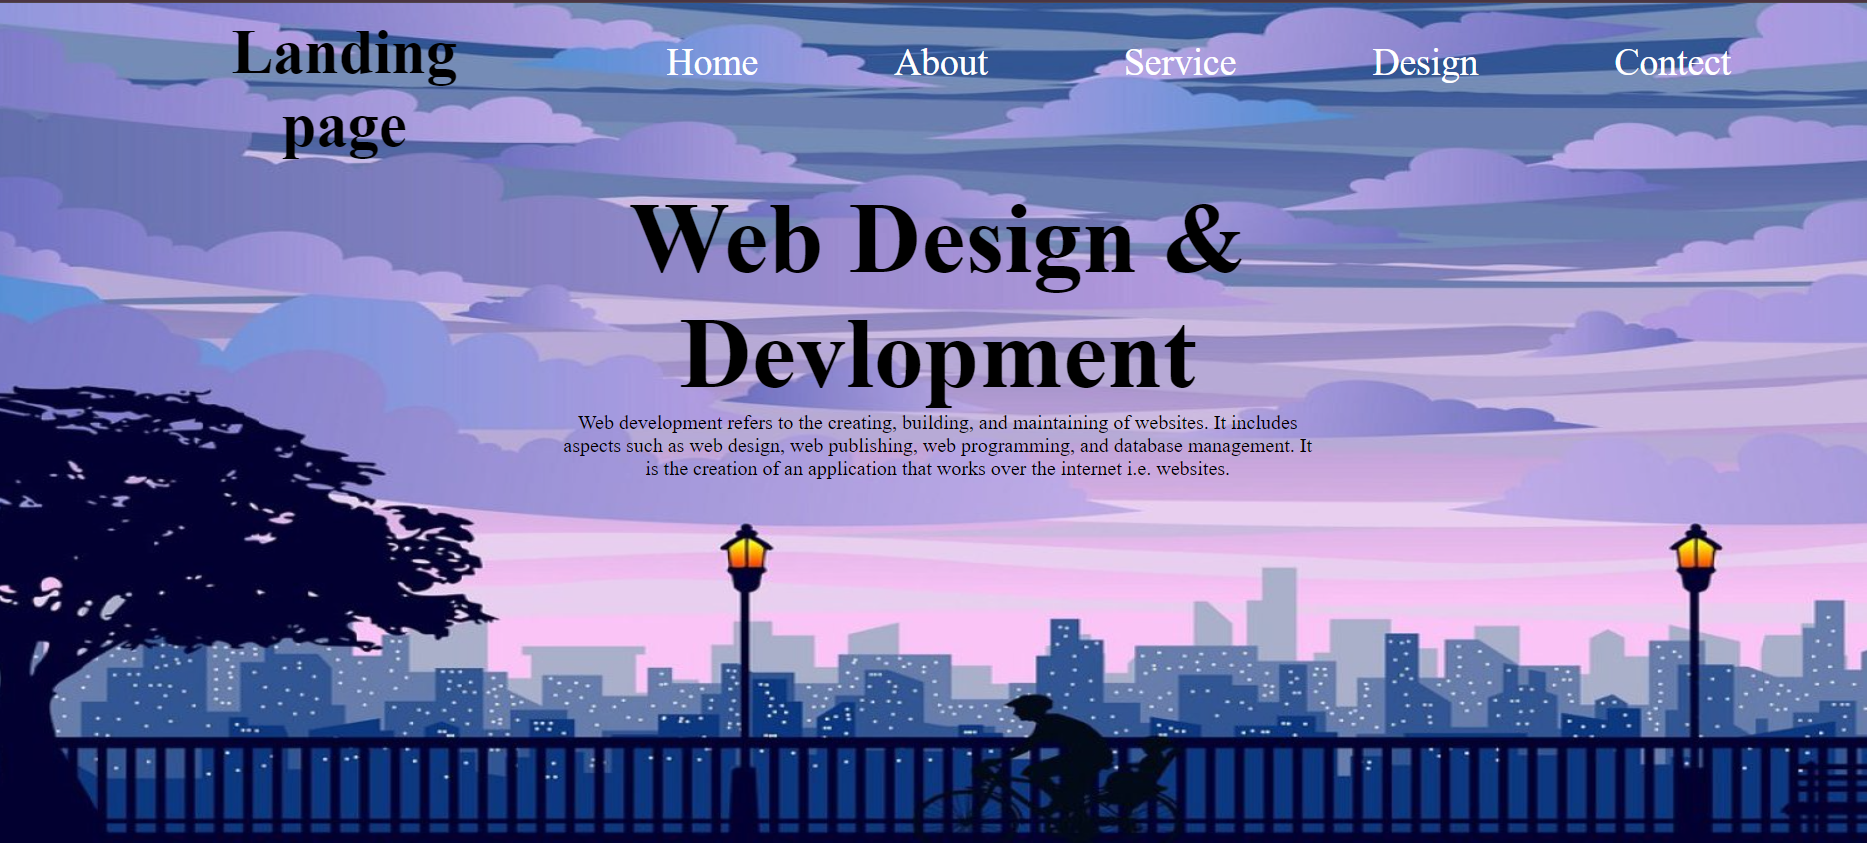 Landing
page
Home About Service Design Contect
Web Design &
Devlopment
Web development refers to the creating, building, and maintaining of websites. It includes
aspects such as web design, web publishing, web programming, and database management. It
is the creation of an application that works over the internet i.e. websites.